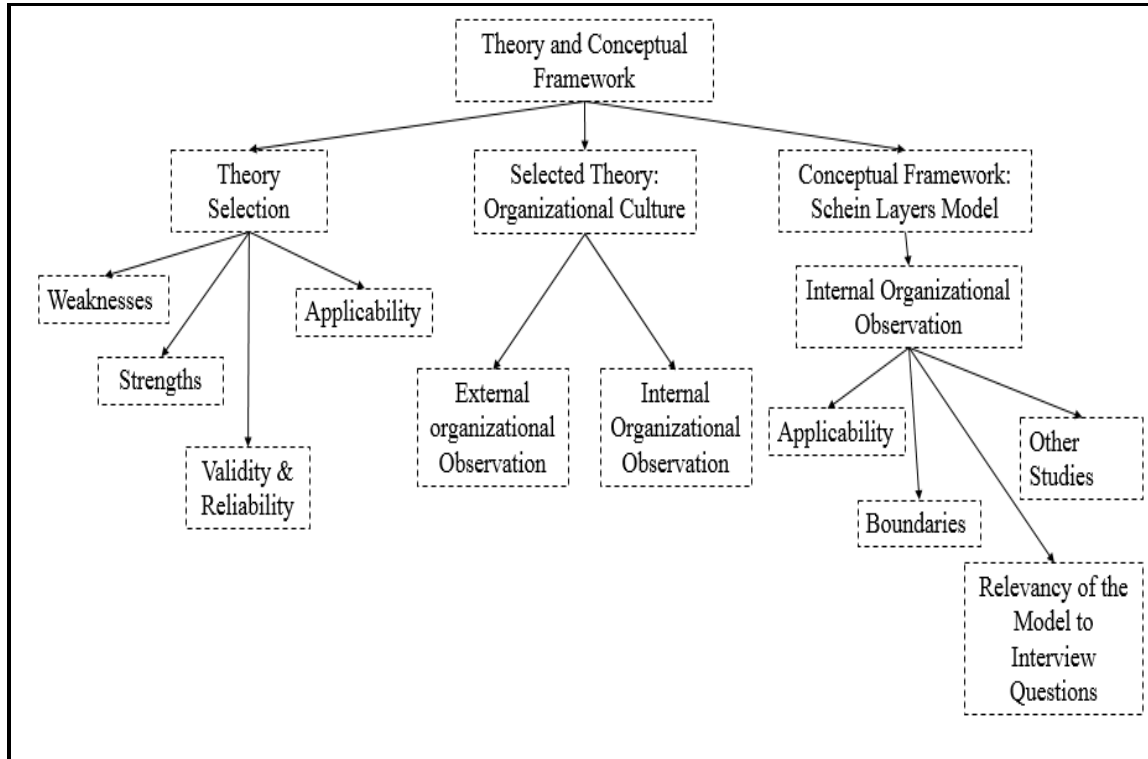 Theory and Conceptual
Framework
Theory
Selection
Selected Theory:
Organizational Culture
Conceptual Framework:
Schein Layers Model
Weaknesses
Applicability
Strengths
Validity &
Reliability
External
organizational
Observation
Internal
Organizational
Observation
Internal Organizational
Observation
Applicability
Other
Studies
Boundaries
Relevancy of the
Model to
Interview
Questions